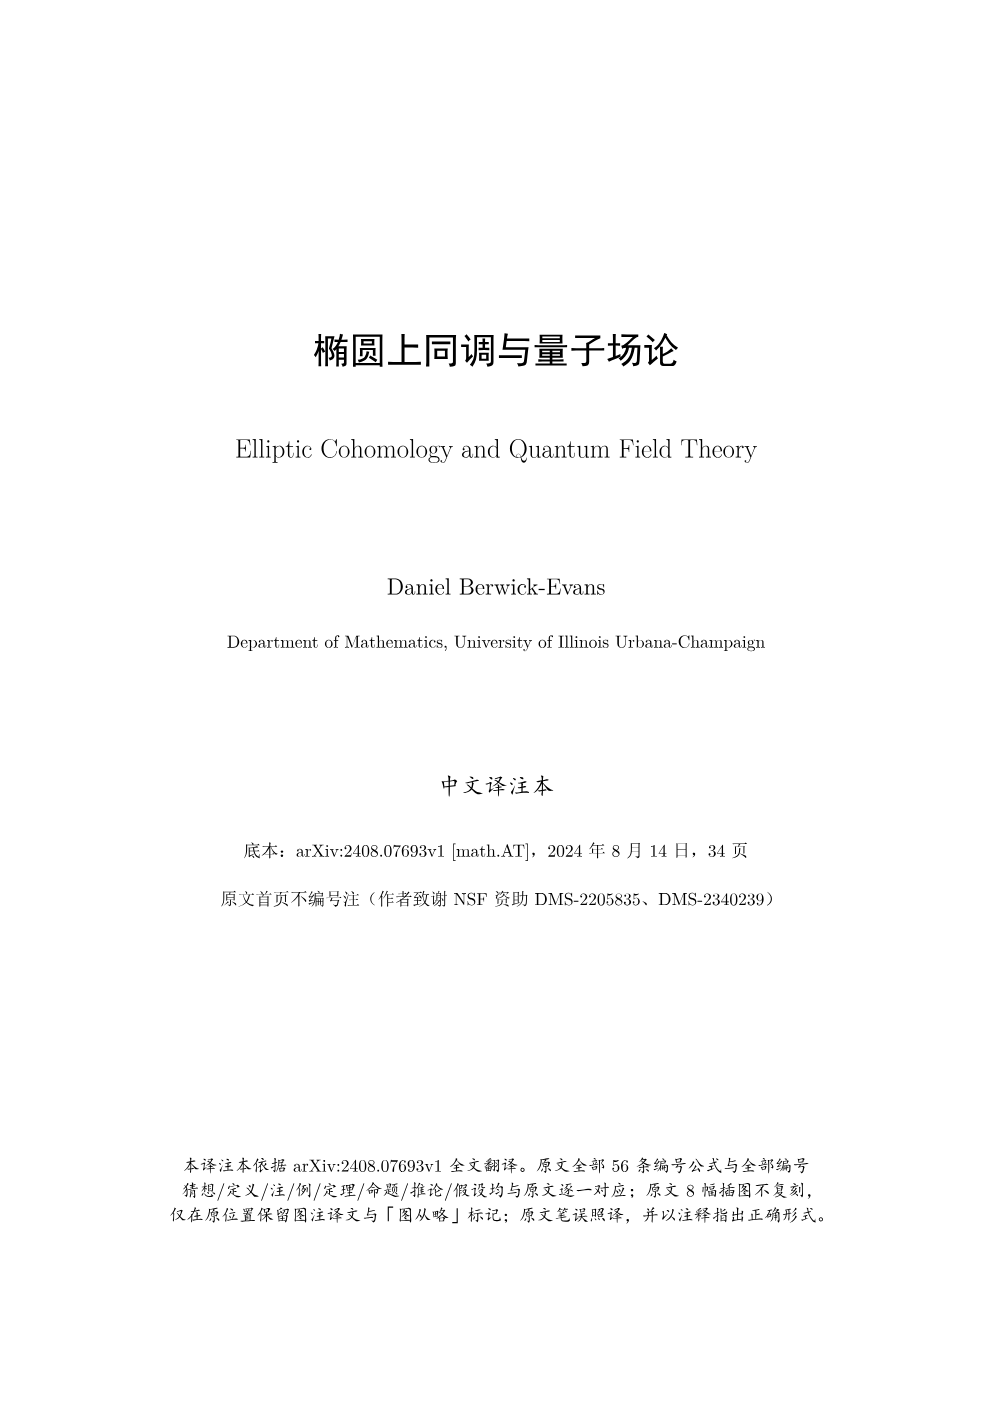 椭圆上同调与量子场论
Elliptic Cohomology and Quantum Field Theory
Daniel Berwick-Evans
Department of Mathematics, University of Illinois Urbana-Champaign
中文译注本
底本：arXiv:2408.07693v1 [math.AT]，2024 年 8 月 14 日，34 页
原文首页不编号注（作者致谢 NSF 资助 DMS-2205835、DMS-2340239）
本译注本依据 arXiv:2408.07693v1 全文翻译。原文全部 56 条编号公式与全部编号
猜想/定义/注/例/定理/命题/推论/假设均与原文逐一对应；原文 8 幅插图不复刻，
仅在原位置保留图注译文与「图从略」标记；原文笔误照译，并以注释指出正确形式。